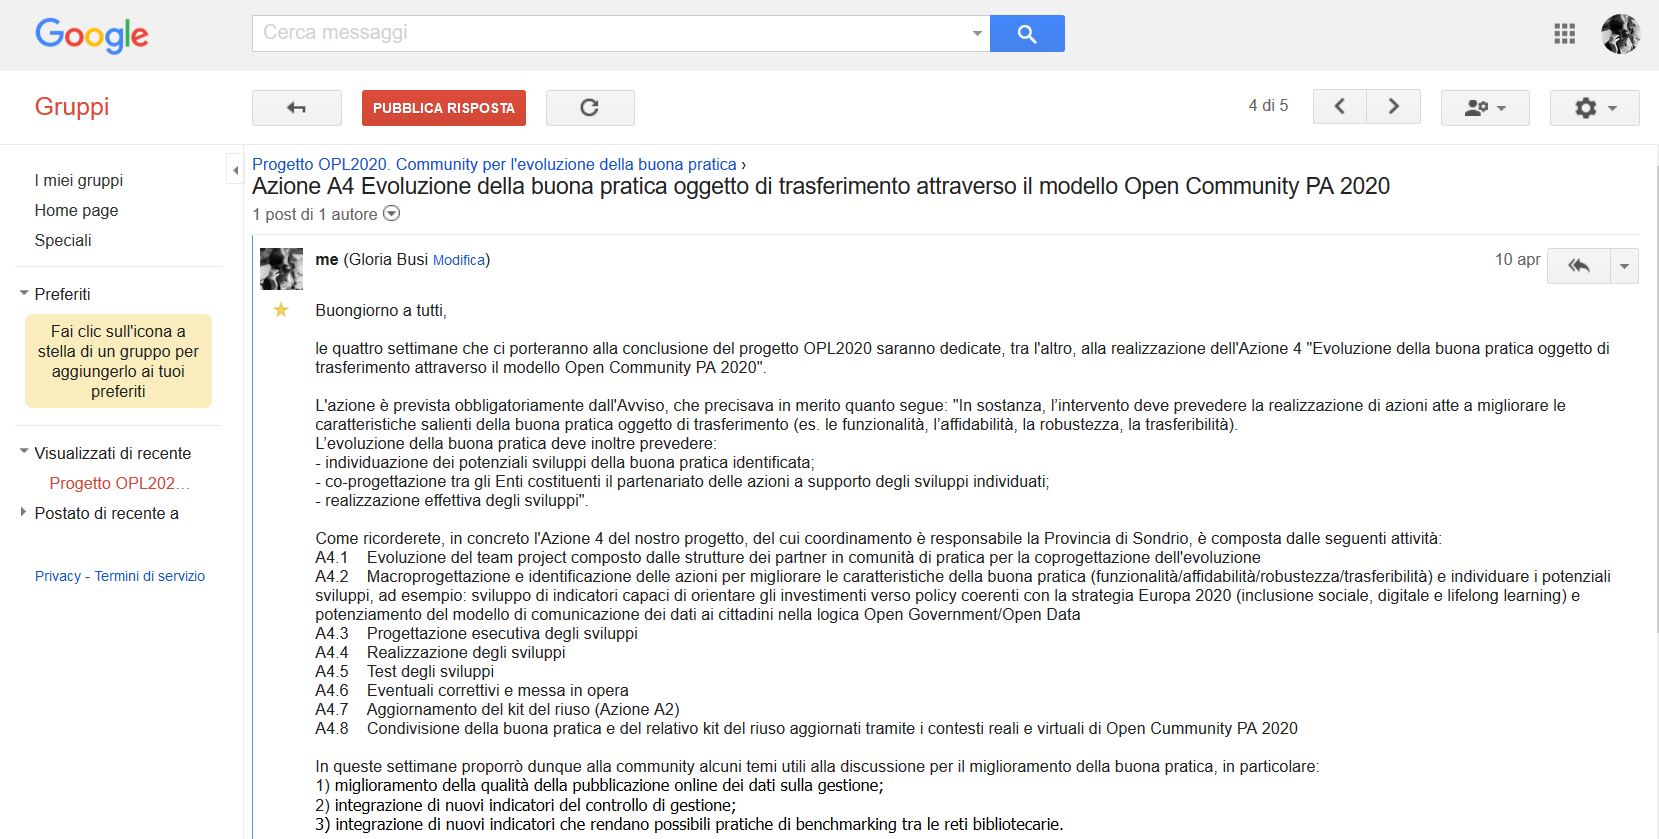 Google
Cerca messaggi
Gruppi
PUBBLICA RISPOSTA
4 di 5
I miei gruppi
Home page
Speciali
Preferiti
Fai clic sull'icona a
stella di un gruppo per
aggiungerlo ai tuoi
preferiti
Visualizzati di recente
Progetto OPL202…
Postato di recente a
Privacy - Termini di servizio
Progetto OPL2020. Community per l'evoluzione della buona pratica ›
Azione A4 Evoluzione della buona pratica oggetto di trasferimento attraverso il modello Open Community PA 2020
1 post di 1 autore
me (Gloria Busi Modifica)
10 apr
Buongiorno a tutti,
le quattro settimane che ci porteranno alla conclusione del progetto OPL2020 saranno dedicate, tra l'altro, alla realizzazione dell'Azione 4 "Evoluzione della buona pratica oggetto di
trasferimento attraverso il modello Open Community PA 2020".
L'azione è prevista obbligatoriamente dall'Avviso, che precisava in merito quanto segue: "In sostanza, l’intervento deve prevedere la realizzazione di azioni atte a migliorare le
caratteristiche salienti della buona pratica oggetto di trasferimento (es. le funzionalità, l’affidabilità, la robustezza, la trasferibilità).
L’evoluzione della buona pratica deve inoltre prevedere:
- individuazione dei potenziali sviluppi della buona pratica identificata;
- co-progettazione tra gli Enti costituenti il partenariato delle azioni a supporto degli sviluppi individuati;
- realizzazione effettiva degli sviluppi".
Come ricorderete, in concreto l'Azione 4 del nostro progetto, del cui coordinamento è responsabile la Provincia di Sondrio, è composta dalle seguenti attività:
A4.1 Evoluzione del team project composto dalle strutture dei partner in comunità di pratica per la coprogettazione dell'evoluzione
A4.2 Macroprogettazione e identificazione delle azioni per migliorare le caratteristiche della buona pratica (funzionalità/affidabilità/robustezza/trasferibilità) e individuare i potenziali
sviluppi, ad esempio: sviluppo di indicatori capaci di orientare gli investimenti verso policy coerenti con la strategia Europa 2020 (inclusione sociale, digitale e lifelong learning) e
potenziamento del modello di comunicazione dei dati ai cittadini nella logica Open Government/Open Data
A4.3 Progettazione esecutiva degli sviluppi
A4.4 Realizzazione degli sviluppi
A4.5 Test degli sviluppi
A4.6 Eventuali correttivi e messa in opera
A4.7 Aggiornamento del kit del riuso (Azione A2)
A4.8 Condivisione della buona pratica e del relativo kit del riuso aggiornati tramite i contesti reali e virtuali di Open Cummunity PA 2020
In queste settimane proporrò dunque alla community alcuni temi utili alla discussione per il miglioramento della buona pratica, in particolare:
1) miglioramento della qualità della pubblicazione online dei dati sulla gestione;
2) integrazione di nuovi indicatori del controllo di gestione;
3) integrazione di nuovi indicatori che rendano possibili pratiche di benchmarking tra le reti bibliotecarie.